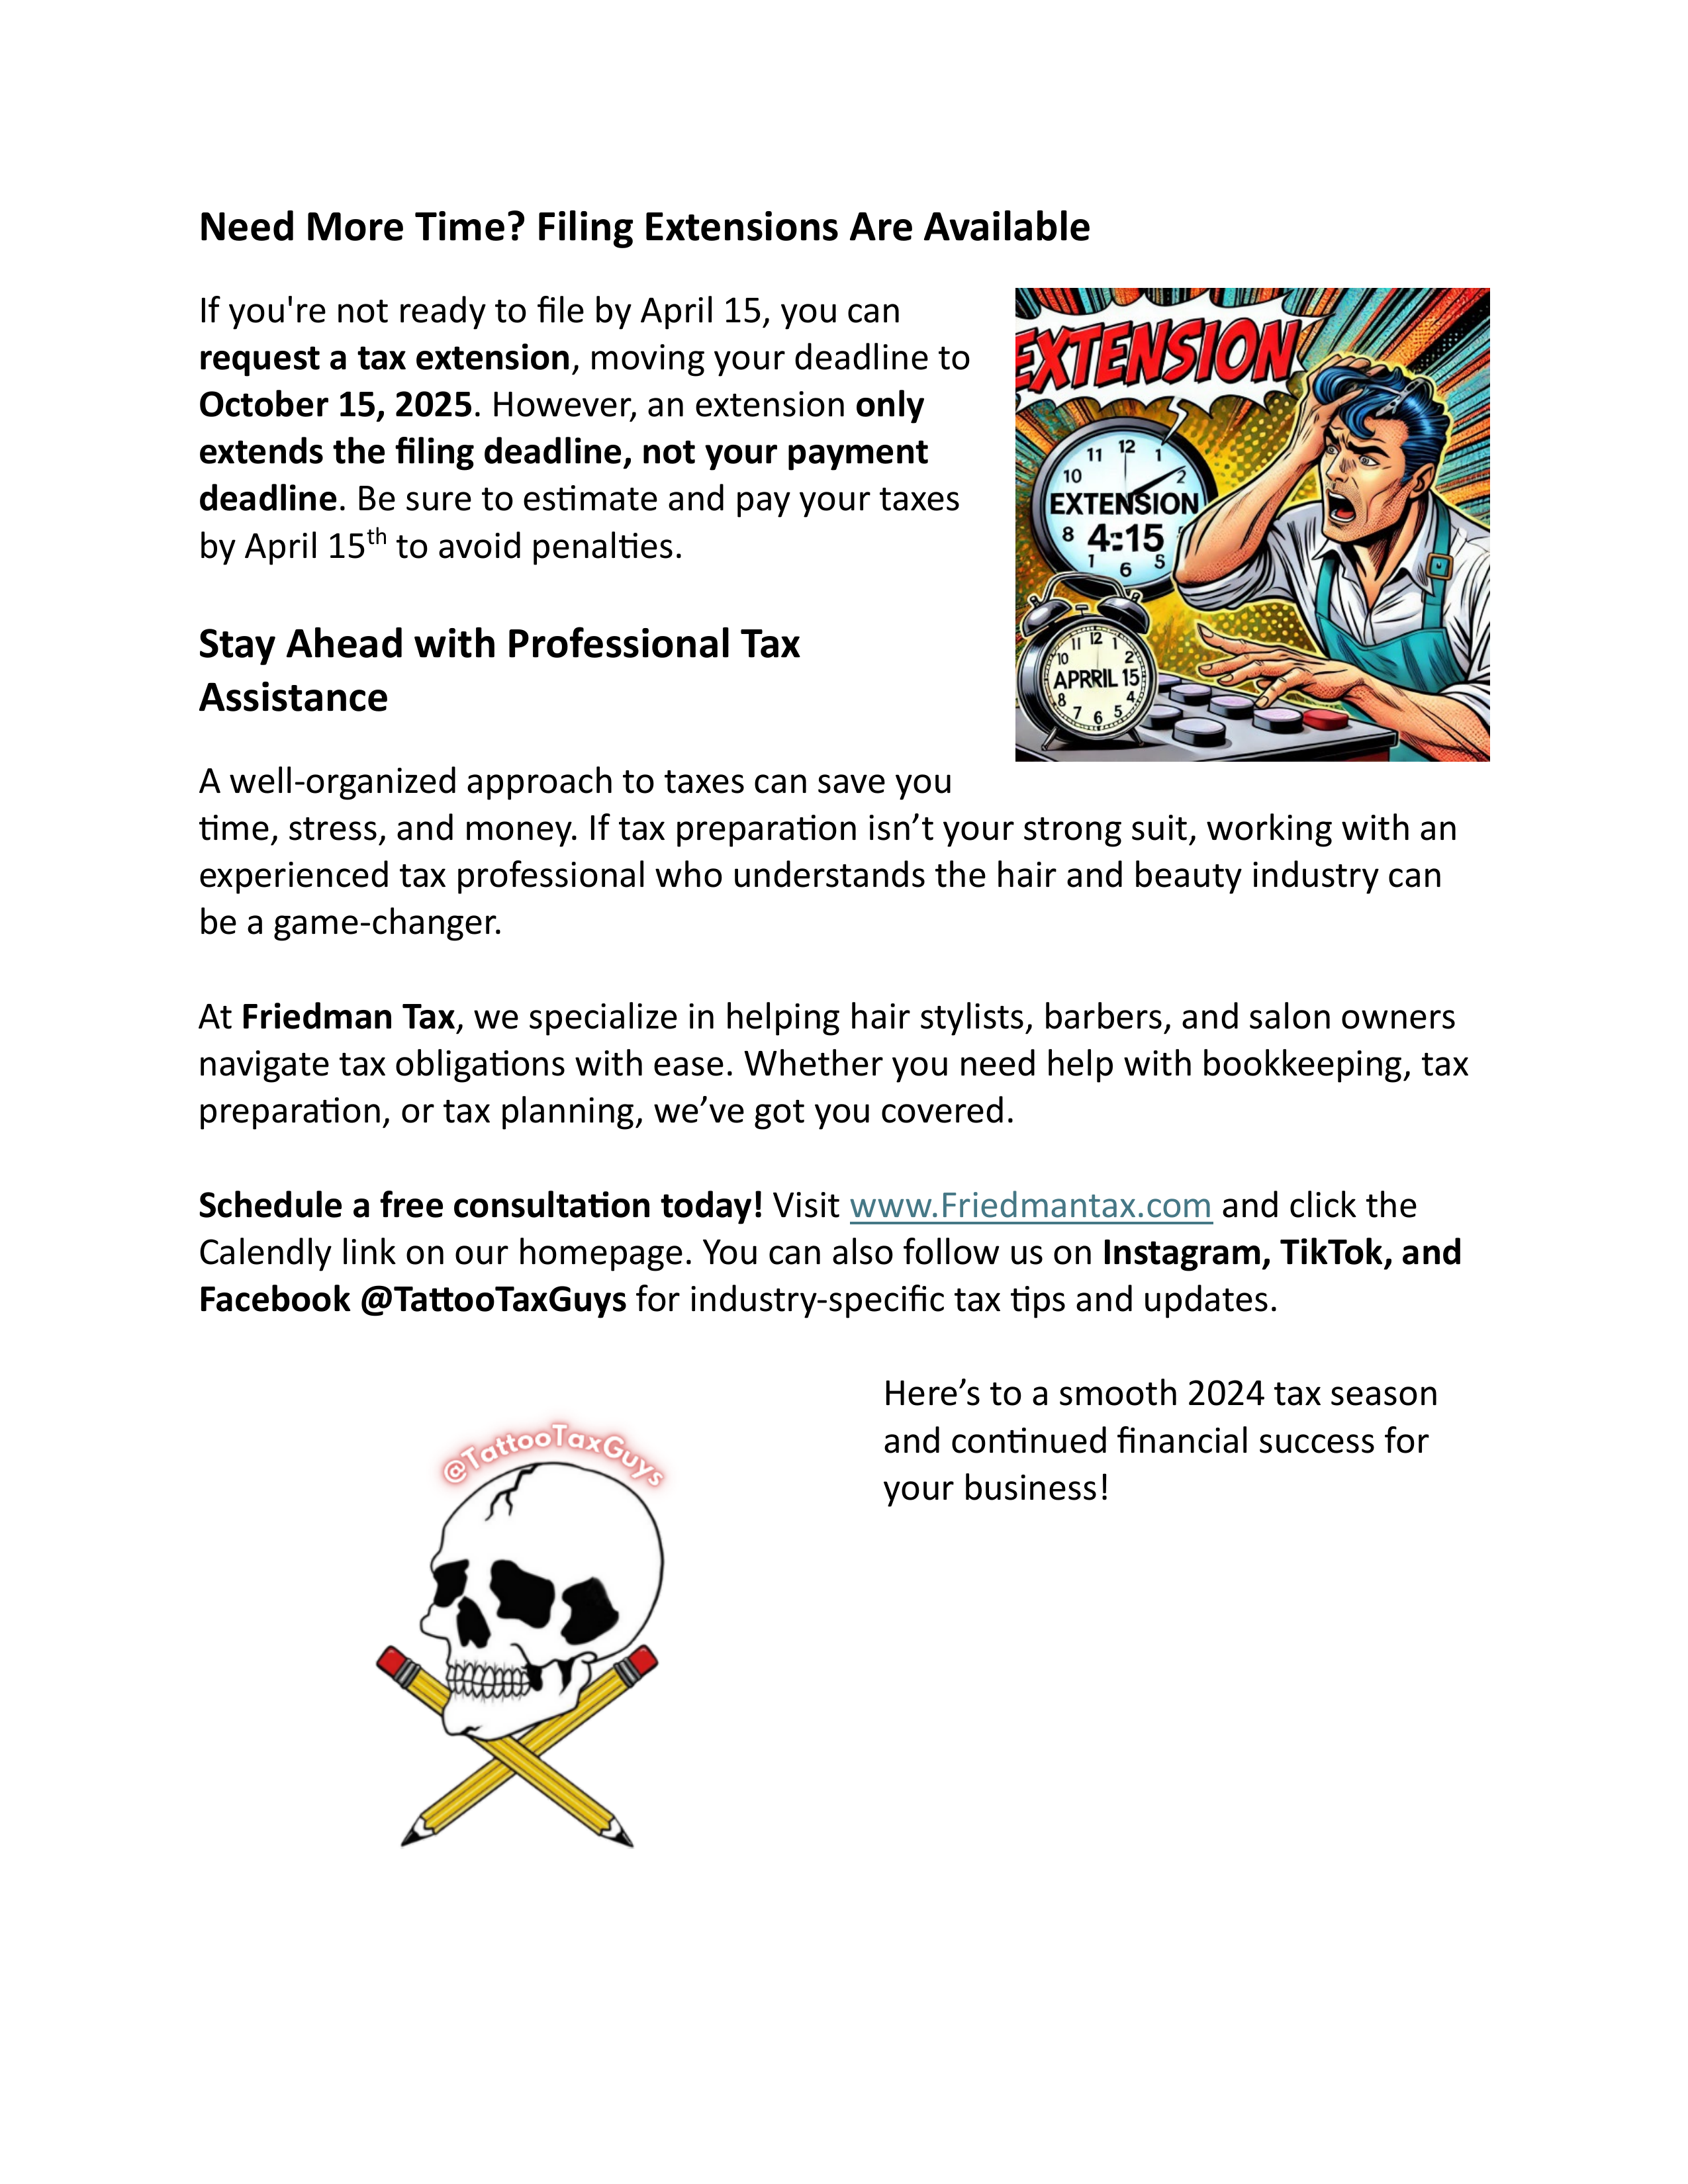 Need More Time? Filing Extensions Are Available
If you're not ready to file by April 15, you can
request a tax extension, moving your deadline to
October 15, 2025. However, an extension only
extends the filing deadline, not your payment
deadline. Be sure to estimate and pay your taxes
by April 15th to avoid penalties.
EXTENSION
12
11 1
10 2
EXTENSION
8 4:15
1 5
6
12
11 1
10 2
APRRIL 15
8 4
7 5
6
Stay Ahead with Professional Tax
Assistance
A well-organized approach to taxes can save you
time, stress, and money. If tax preparation isn’t your strong suit, working with an
experienced tax professional who understands the hair and beauty industry can
be a game-changer.
At Friedman Tax, we specialize in helping hair stylists, barbers, and salon owners
navigate tax obligations with ease. Whether you need help with bookkeeping, tax
preparation, or tax planning, we’ve got you covered.
Schedule a free consultation today! Visit www.Friedmantax.com and click the
Calendly link on our homepage. You can also follow us on Instagram, TikTok, and
Facebook @TattooTaxGuys for industry-specific tax tips and updates.
Here’s to a smooth 2024 tax season
and continued financial success for
your business!
@TattooTaxGuys